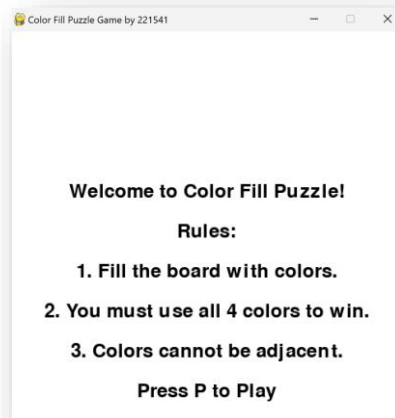 Color Fill Puzzle Game by 221541
Welcome to Color Fill Puzzle!
Rules:
1. Fill the board with colors.
2. You must use all 4 colors to win.
3. Colors cannot be adjacent.
Press P to Play